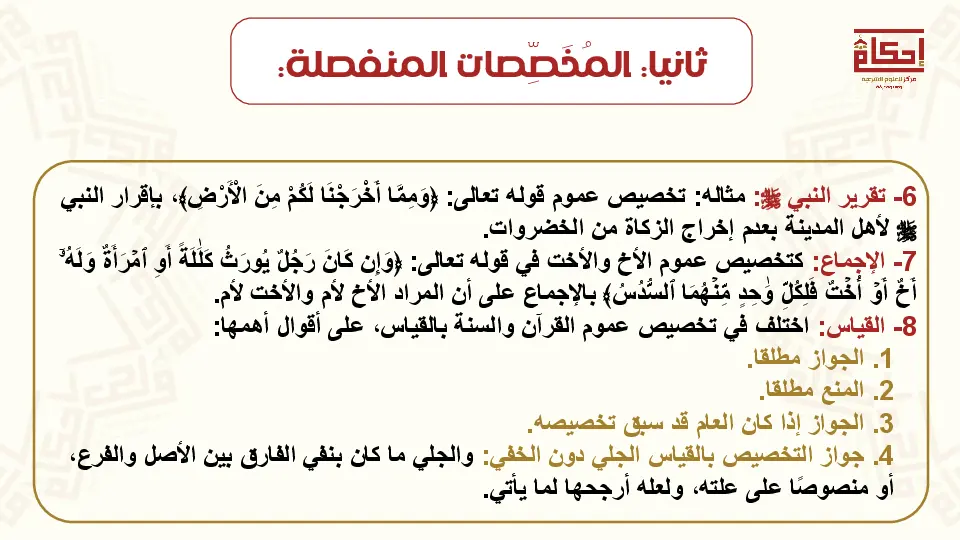 ثانيا: المُخَصِّصات المنفصلة:
إحكام
مركز للعلوم الشرعية
6- تقرير النبي ﷺ: مثاله: تخصيص عموم قوله تعالى: ﴿وَمِمَّا أَخْرَجْنَا لَكُمْ مِنَ الْأَرْضِ﴾، بإقرار النبي
ﷺ لأهل المدينة بعدم إخراج الزكاة من الخضروات.
7- الإجماع: كتخصيص عموم الأخ والأخت في قوله تعالى: ﴿وَإِن كَانَ رَجُلٌ يُورَثُ كَلَٰلَةً أَوِ ٱمۡرَأَةٌ وَلَهُۥٓ
أَخٌ أَوۡ أُخۡتٌ فَلِكُلِّ وَٰحِدٍ مِّنۡهُمَا ٱلسُّدُسُ﴾ بالإجماع على أن المراد الأخ لأم والأخت لأم.
8- القياس: اختلف في تخصيص عموم القرآن والسنة بالقياس، على أقوال أهمها:
1. الجواز مطلقا.
2. المنع مطلقا.
3. الجواز إذا كان العام قد سبق تخصيصه.
4. جواز التخصيص بالقياس الجلي دون الخفي: والجلي ما كان بنفي الفارق بين الأصل والفرع،
أو منصوصًا على علته، ولعله أرجحها لما يأتي.